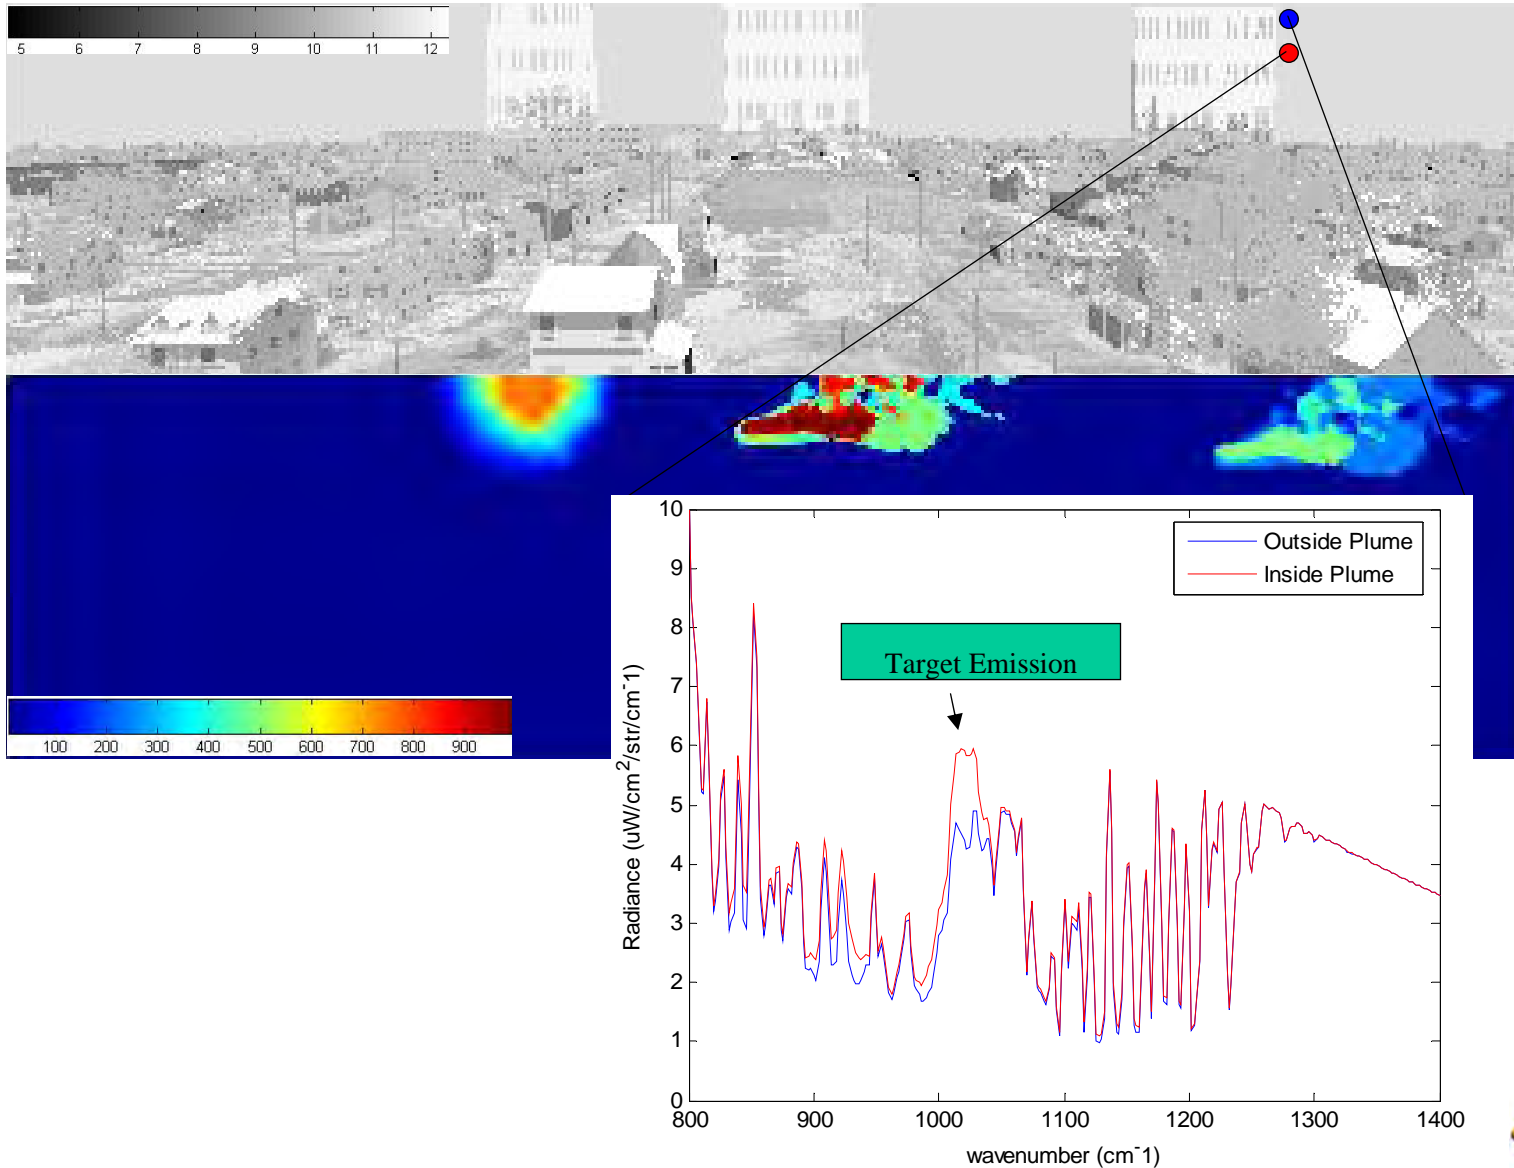 5 6 7 8 9 10 11 12
100 200 300 400 500 600 700 800 900
10
9
8
7
6
5
4
3
2
1
0
Radiance (uW/cm²/str/cm⁻1)
Outside Plume
Inside Plume
Target Emission
800 900 1000 1100 1200 1300 1400
wavenumber (cm⁻1)